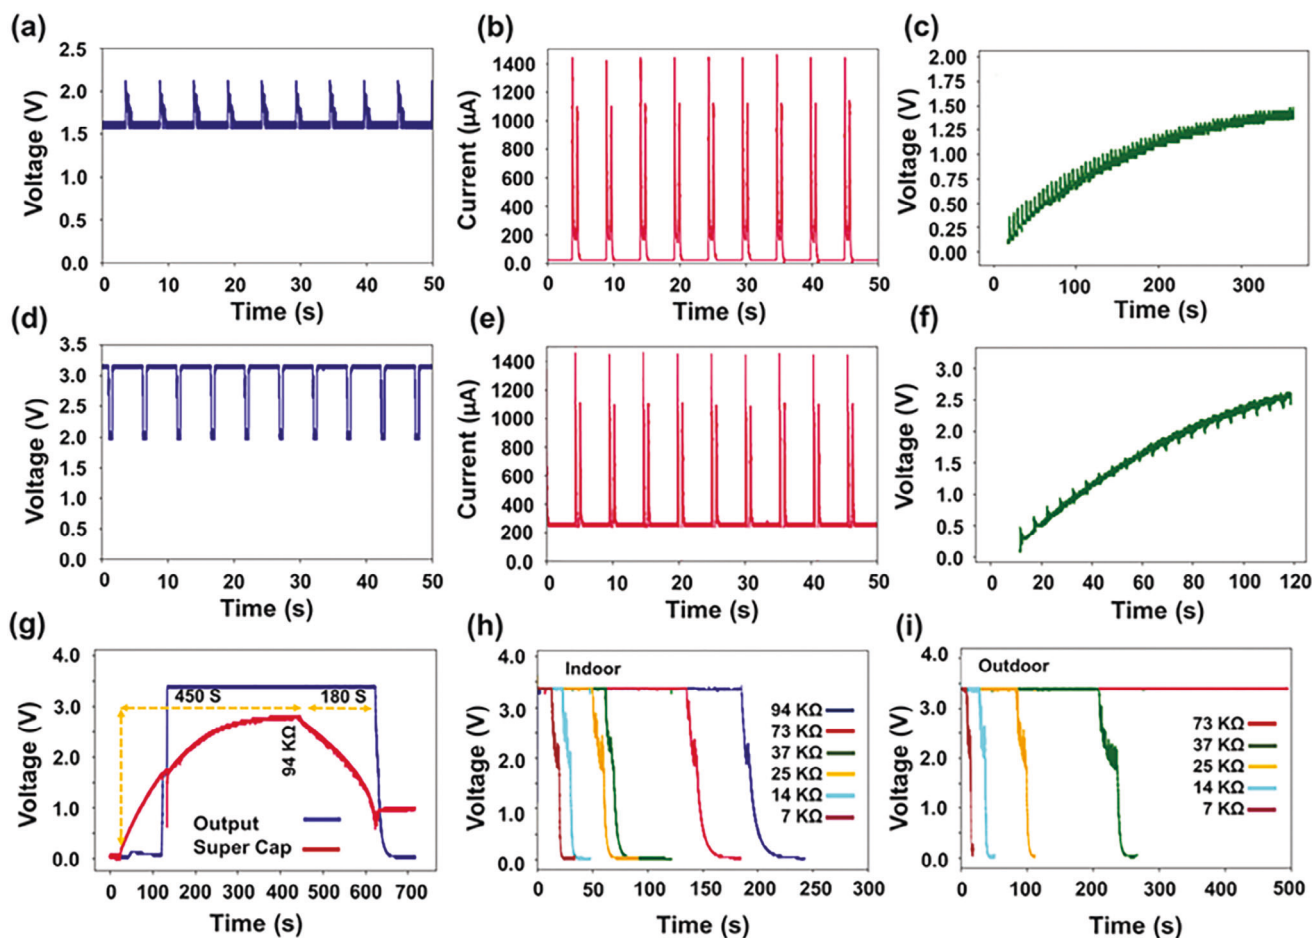 (a)
2.5
2.0
1.5
1.0
0.5
0.0
Voltage (V)
0 10 20 30 40 50
Time (s)
(b)
1400
1200
1000
800
600
400
200
0.0
Current (µA)
0 10 20 30 40 50
Time (s)
(c)
2.00
1.75
1.50
1.25
1.00
0.75
0.50
0.25
0.00
Voltage (V)
0 100 200 300
Time (s)
(d)
3.5
3.0
2.5
2.0
1.5
1.0
0.5
0.0
Voltage (V)
0 10 20 30 40 50
Time (s)
(e)
1400
1200
1000
800
600
400
200
0.0
Current (µA)
0 10 20 30 40 50
Time (s)
(f)
3.0
2.5
2.0
1.5
1.0
0.5
0.0
Voltage (V)
0 20 40 60 80 100 120
Time (s)
(g)
4.0
3.0
2.0
1.0
0.0
Voltage (V)
450 S
180 S
94 KΩ
Output
Super Cap
0 100 200 300 400 500 600 700
Time (s)
(h)
4.0
3.0
2.0
1.0
0.0
Voltage (V)
Indoor
94 KΩ
73 KΩ
37 KΩ
25 KΩ
14 KΩ
7 KΩ
0 50 100 150 200 250 300
Time (s)
(i)
4.0
3.0
2.0
1.0
0.0
Voltage (V)
Outdoor
73 KΩ
37 KΩ
25 KΩ
14 KΩ
7 KΩ
0 100 200 300 400 500
Time (s)